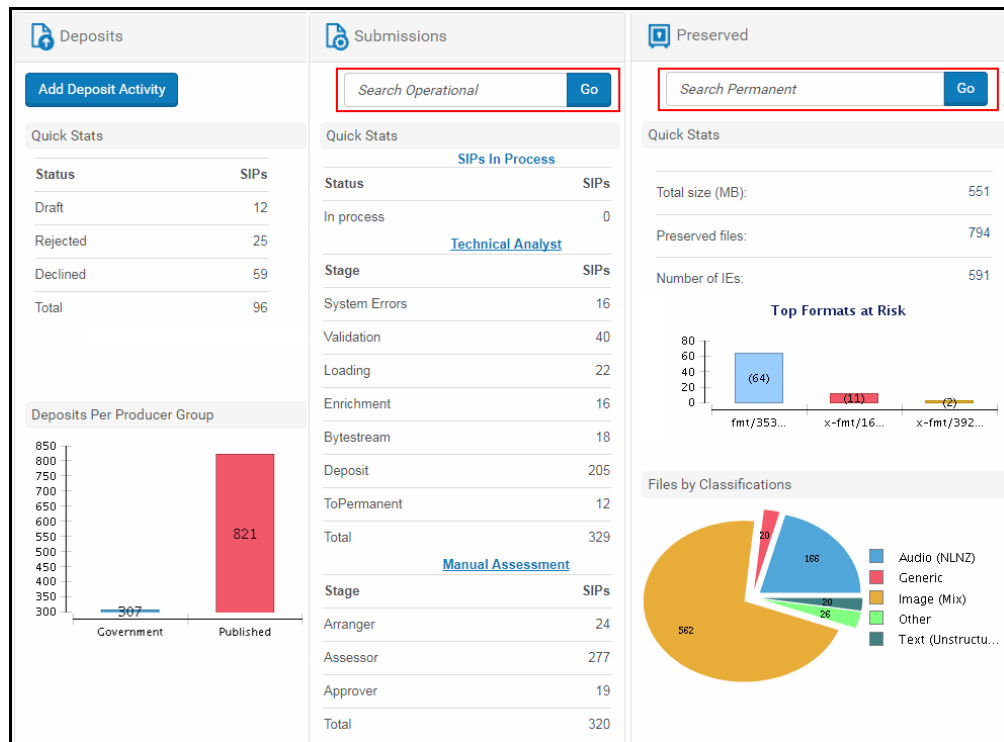 Deposits
Add Deposit Activity
Quick Stats
Status SIPs
Draft 12
Rejected 25
Declined 59
Total 96
Deposits Per Producer Group
850
800
750
700
650
600
550
500
450
400
350
300
307
821
Government Published
Submissions
Search Operational Go
Quick Stats
SIPs In Process
Status SIPs
In process 0
Technical Analyst
Stage SIPs
System Errors 16
Validation 40
Loading 22
Enrichment 16
Bytestream 18
Deposit 205
ToPermanent 12
Total 329
Manual Assessment
Stage SIPs
Arranger 24
Assessor 277
Approver 19
Total 320
Preserved
Search Permanent Go
Quick Stats
Total size (MB): 551
Preserved files: 794
Number of IEs: 591
Top Formats at Risk
80
60
40
20
0
(64)
(11)
(2)
fmt/353... x-fmt/16... x-fmt/392...
Files by Classifications
20
166
20
26
562
Audio (NLNZ)
Generic
Image (Mix)
Other
Text (Unstructu...